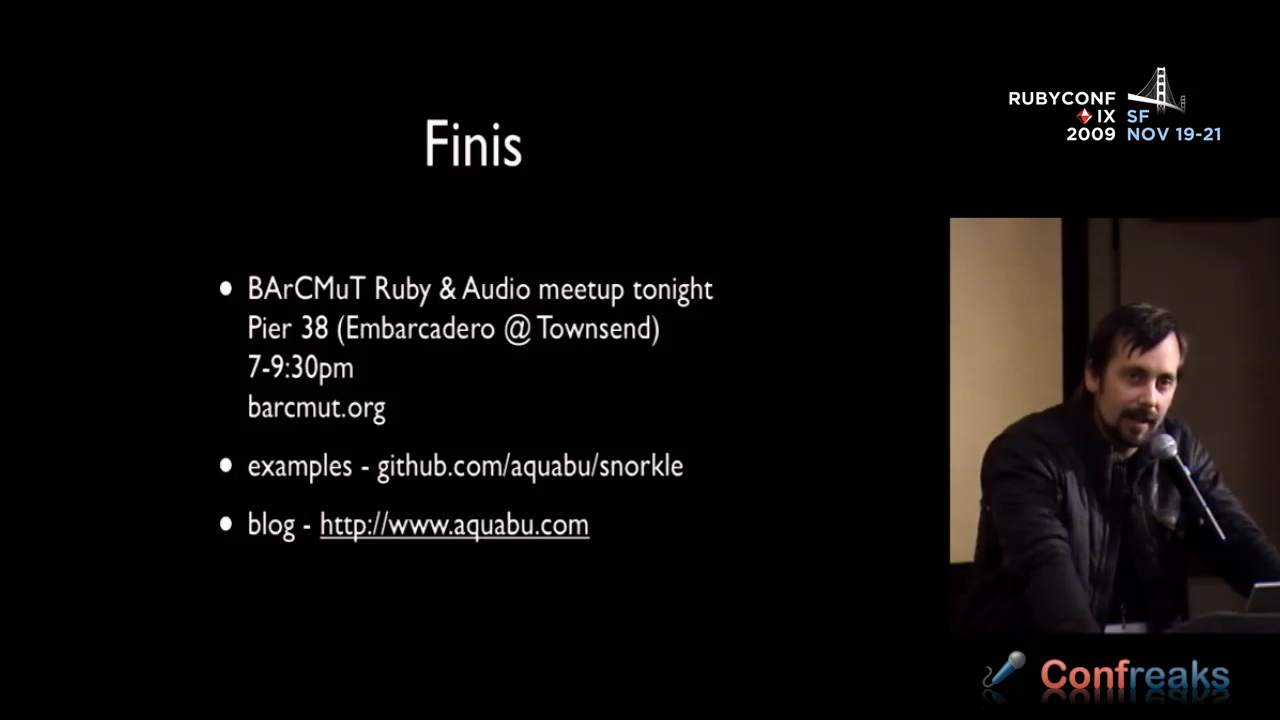 RUBYCONF
IX SF
2009 NOV 19-21
Finis
• BArCMuT Ruby & Audio meetup tonight
Pier 38 (Embarcadero @ Townsend)
7-9:30pm
barcmut.org
• examples - github.com/aquabu/snorkle
• blog - http://www.aquabu.com
Confreaks